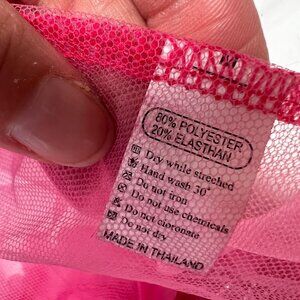 80% POLYESTER
20% ELASTHAN
Dry while streched
Hand wash 30°
Do not iron
Do not use chemicals
Do not cloronate
Do not dry
MADE IN THAILAND